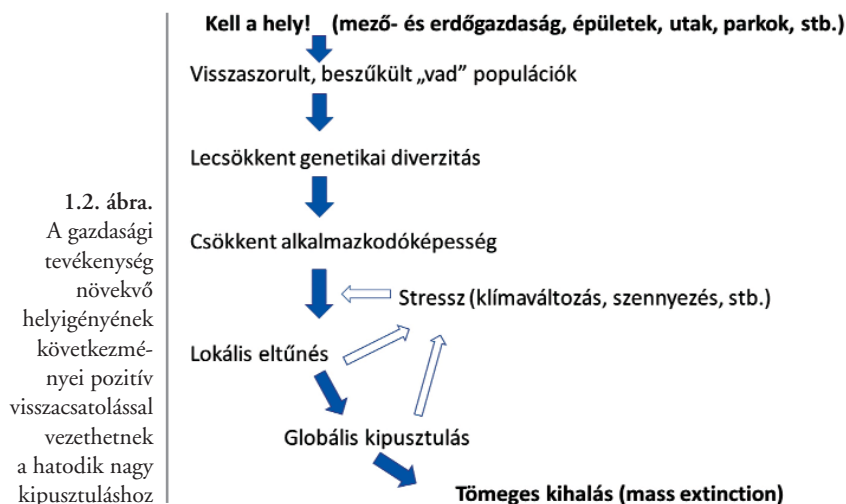 Kell a hely! (mező- és erdőgazdaság, épületek, utak, parkok, stb.)
Visszaszorult, beszűkült „vad” populációk
Lecsökkent genetikai diverzitás
Csökkent alkalmazkodóképesség
Stressz (klímaváltozás, szennyezés, stb.)
Lokális eltűnés
Globális kipusztulás
Tömeges kihalás (mass extinction)
1.2. ábra.
A gazdasági
tevékenység
növekvő
helyigényének
következmé-
nyei pozitív
visszacsatolással
vezethetnek
a hatodik nagy
kipusztuláshoz